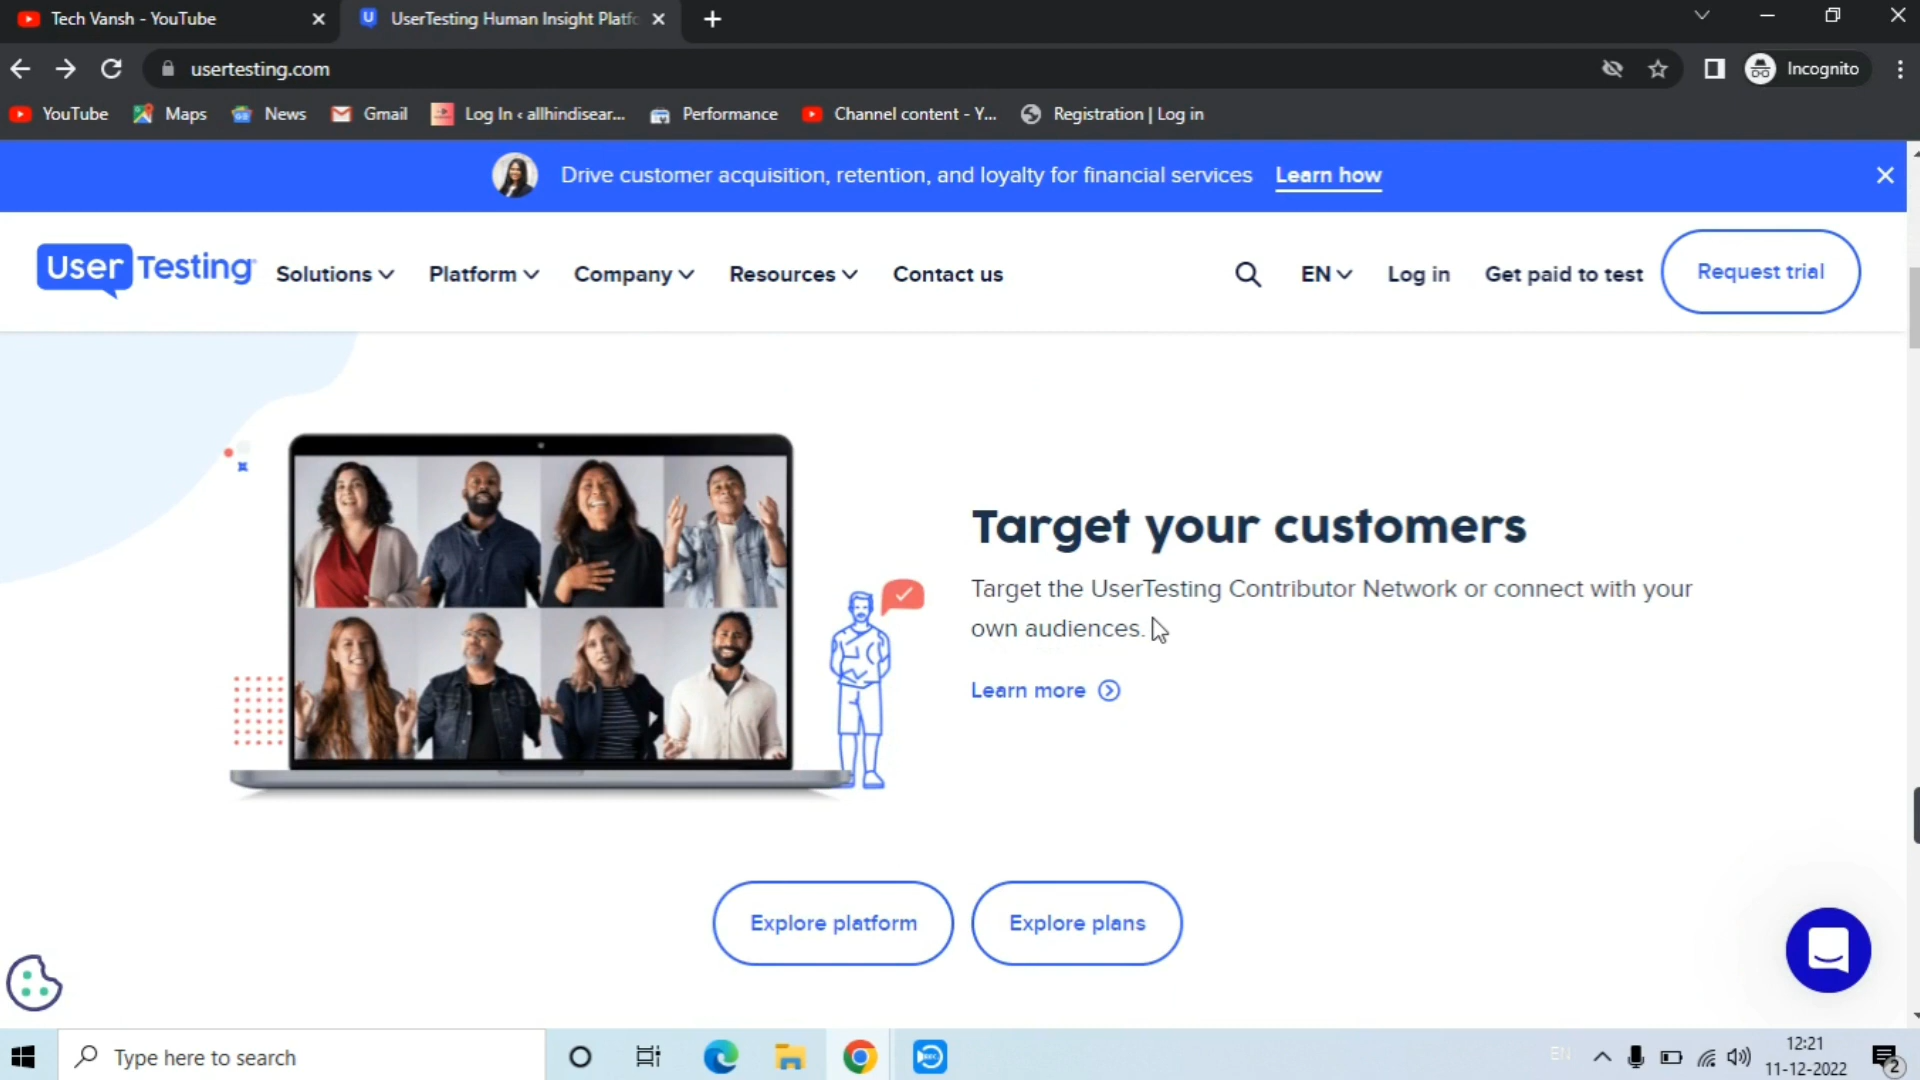 Tech Vansh - YouTube
UserTesting Human Insight Platfo
usertesting.com
Incognito
YouTube
Maps
News
Gmail
Log In ‹ allhindisear...
Performance
Channel content - Y...
Registration | Log in
Drive customer acquisition, retention, and loyalty for financial services Learn how
UserTesting
Solutions
Platform
Company
Resources
Contact us
EN
Log in
Get paid to test
Request trial
Target your customers
Target the UserTesting Contributor Network or connect with your
own audiences.
Learn more
Explore platform
Explore plans
Type here to search
EN
12:21
11-12-2022
2